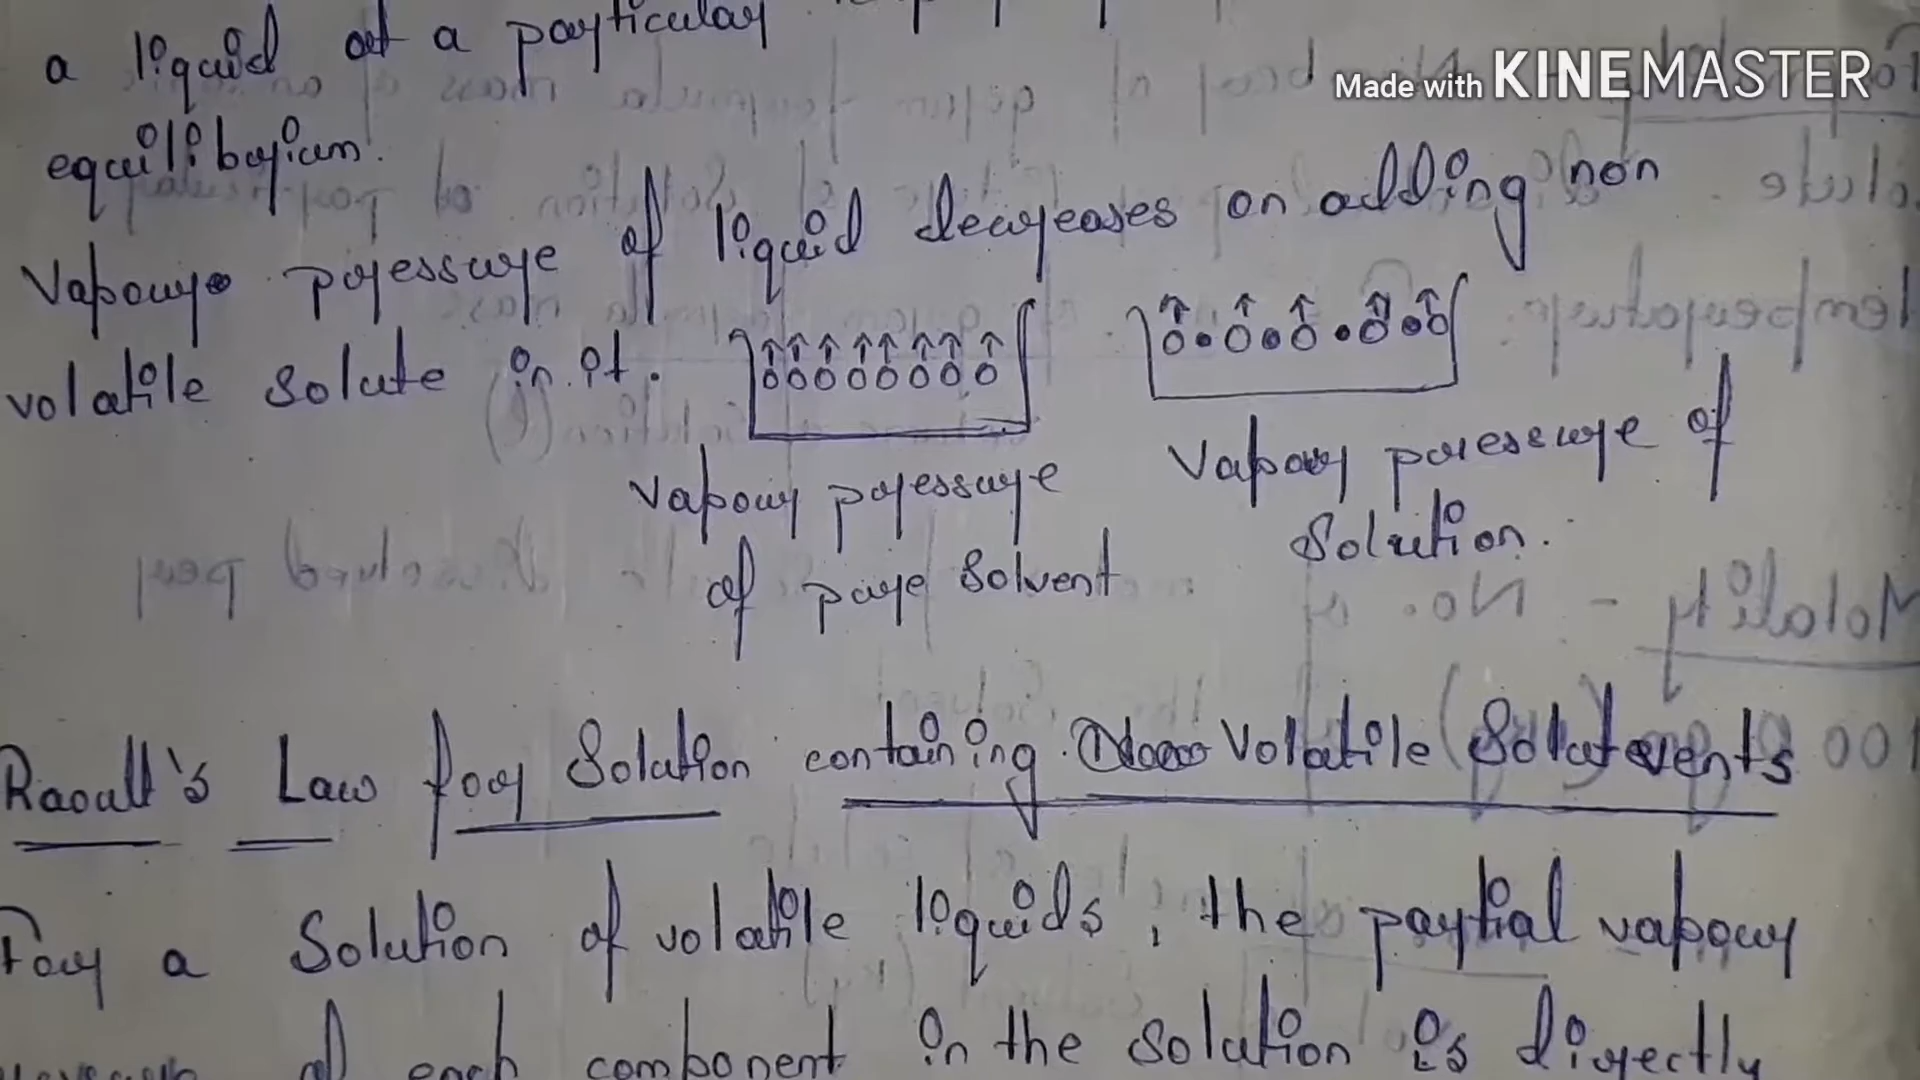 a liquid at a particular
Made with KINEMASTER
equilibrium.
Vapour pressure of liquid decreases on adding non
volatile solute in it.
Vapour pressure
of pure solvent
Vapour pressure of
Solution.
Raoult's Law for Solution containing volatile
For a Solution of volatile liquids, the partial vapour
of each component in the solution is directly